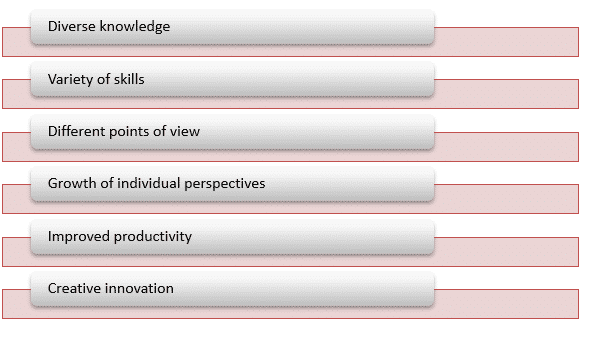 Diverse knowledge
Variety of skills
Different points of view
Growth of individual perspectives
Improved productivity
Creative innovation